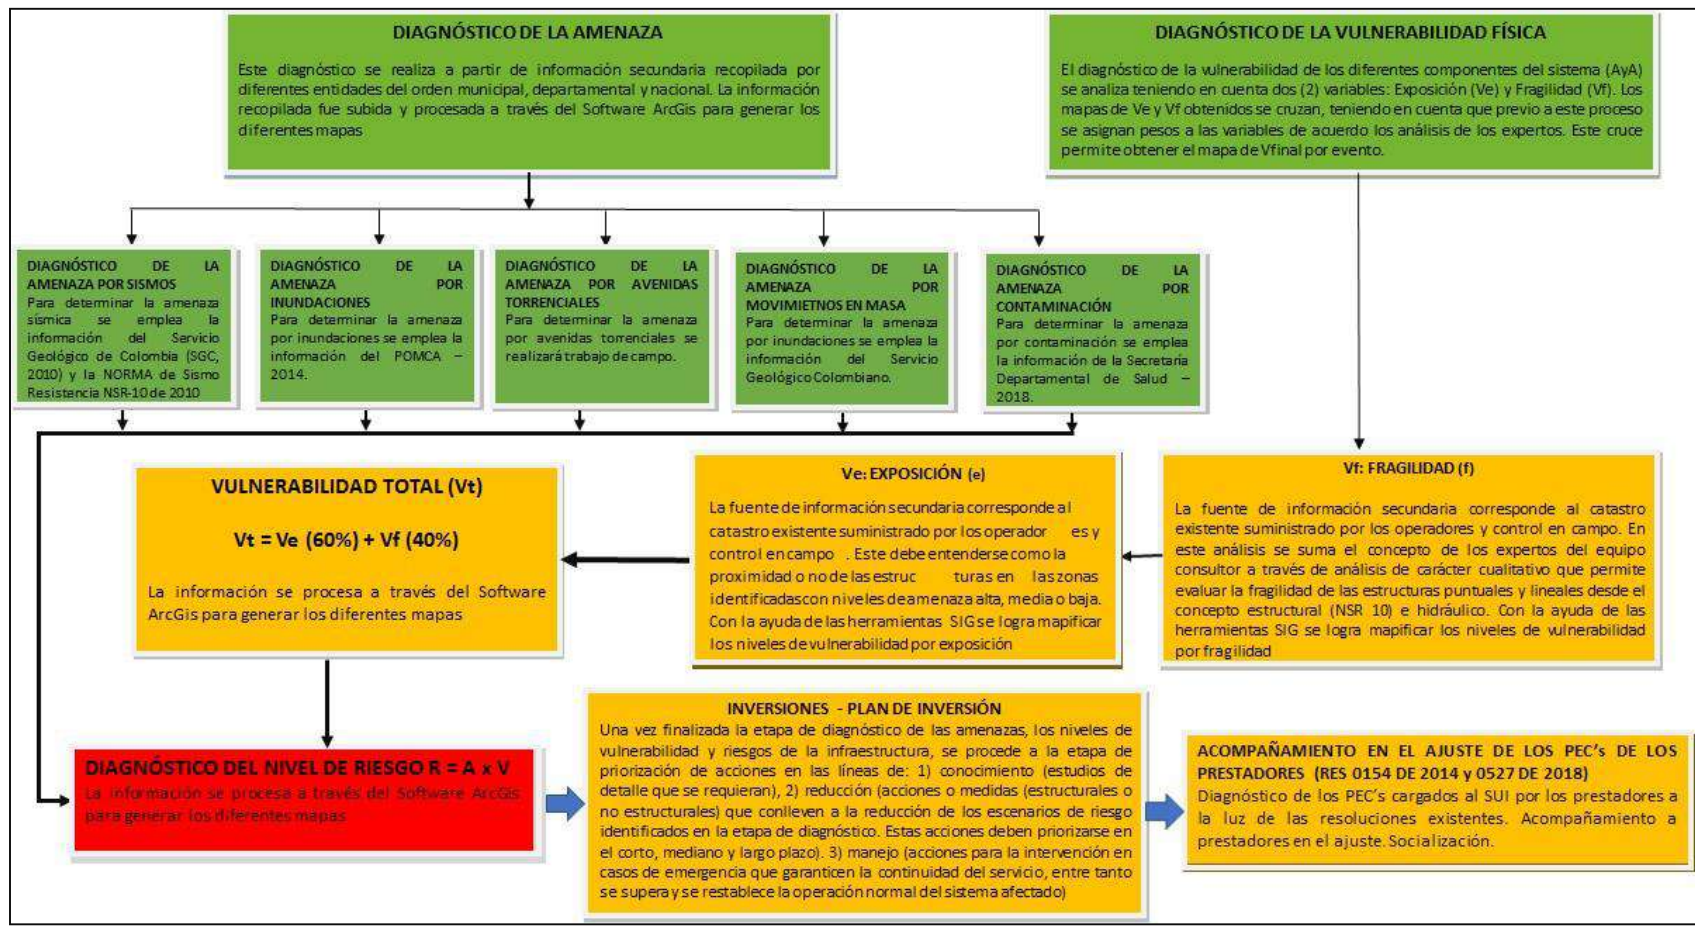 DIAGNÓSTICO DE LA AMENAZA
Este diagnóstico se realiza a partir de información secundaria recopilada por
diferentes entidades del orden municipal, departamental y nacional. La información
recopilada fue subida y procesada a través del Software ArcGis para generar los
diferentes mapas
DIAGNÓSTICO DE LA VULNERABILIDAD FÍSICA
El diagnóstico de la vulnerabilidad de los diferentes componentes del sistema (AyA)
se analiza teniendo en cuenta dos (2) variables: Exposición (Ve) y Fragilidad (Vf). Los
mapas de Ve y Vf obtenidos se cruzan, teniendo en cuenta que previo a este proceso
se asignan pesos a las variables de acuerdo los análisis de los expertos. Este cruce
permite obtener el mapa de Vfinal por evento.
DIAGNÓSTICO DE LA
AMENAZA POR SISMOS
Para determinar la amenaza
sísmica se emplea la
información del Servicio
Geológico de Colombia (SGC,
2010) y la NORMA de Sismo
Resistencia NSR-10 de 2010
DIAGNÓSTICO DE LA
AMENAZA POR
INUNDACIONES
Para determinar la amenaza
por inundaciones se emplea la
información del POMCA –
2014.
DIAGNÓSTICO DE LA
AMENAZA POR AVENIDAS
TORRENCIALES
Para determinar la amenaza
por avenidas torrenciales se
realizará trabajo de campo.
DIAGNÓSTICO DE LA
AMENAZA POR
MOVIMIETNOS EN MASA
Para determinar la amenaza
por inundaciones se emplea la
información del Servicio
Geológico Colombiano.
DIAGNÓSTICO DE LA
AMENAZA POR
CONTAMINACIÓN
Para determinar la amenaza
por contaminación se emplea
la información de la Secretaría
Departamental de Salud –
2018.
VULNERABILIDAD TOTAL (Vt)
Vt = Ve (60%) + Vf (40%)
La información se procesa a través del Software
ArcGis para generar los diferentes mapas
Ve: EXPOSICIÓN (e)
La fuente de información secundaria corresponde al
catastro existente suministrado por los operador es y
control en campo . Este debe entenderse como la
proximidad o no de las estruc turas en las zonas
identificadas con niveles de amenaza alta, media o baja.
Con la ayuda de las herramientas SIG se logra mapificar
los niveles de vulnerabilidad por exposición
Vf: FRAGILIDAD (f)
La fuente de información secundaria corresponde al catastro
existente suministrado por los operadores y control en campo. En
este análisis se suma el concepto de los expertos del equipo
consultor a través de análisis de carácter cualitativo que permite
evaluar la fragilidad de las estructuras puntuales y lineales desde el
concepto estructural (NSR 10) e hidráulico. Con la ayuda de las
herramientas SIG se logra mapificar los niveles de vulnerabilidad
por fragilidad
DIAGNÓSTICO DEL NIVEL DE RIESGO R = A x V
La información se procesa a través del Software ArcGis
para generar los diferentes mapas
INVERSIONES - PLAN DE INVERSIÓN
Una vez finalizada la etapa de diagnóstico de las amenazas, los niveles de
vulnerabilidad y riesgos de la infraestructura, se procede a la etapa de
priorización de acciones en las líneas de: 1) conocimiento (estudios de
detalle que se requieran), 2) reducción (acciones o medidas (estructurales o
no estructurales) que conlleven a la reducción de los escenarios de riesgo
identificados en la etapa de diagnóstico. Estas acciones deben priorizarse en
el corto, mediano y largo plazo). 3) manejo (acciones para la intervención en
casos de emergencia que garanticen la continuidad del servicio, entre tanto
se supera y se restablece la operación normal del sistema afectado)
ACOMPAÑAMIENTO EN EL AJUSTE DE LOS PEC's DE LOS
PRESTADORES (RES 0154 DE 2014 y 0527 DE 2018)
Diagnóstico de los PEC's cargados al SUI por los prestadores a
la luz de las resoluciones existentes. Acompañamiento a
prestadores en el ajuste. Socialización.